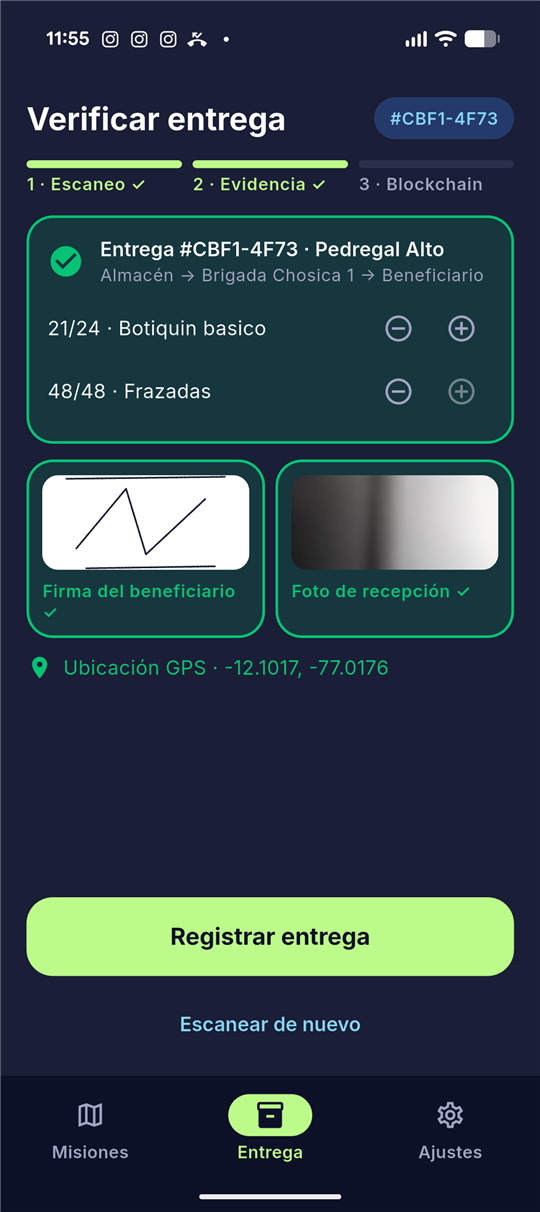 11:55
Verificar entrega
#CBF1-4F73
1 · Escaneo ✓
2 · Evidencia ✓
3 · Blockchain
Entrega #CBF1-4F73 · Pedregal Alto
Almacén → Brigada Chosica 1 → Beneficiario
21/24 · Botiquin basico
48/48 · Frazadas
Firma del beneficiario
✓
Foto de recepción ✓
Ubicación GPS · -12.1017, -77.0176
Registrar entrega
Escanear de nuevo
Misiones
Entrega
Ajustes